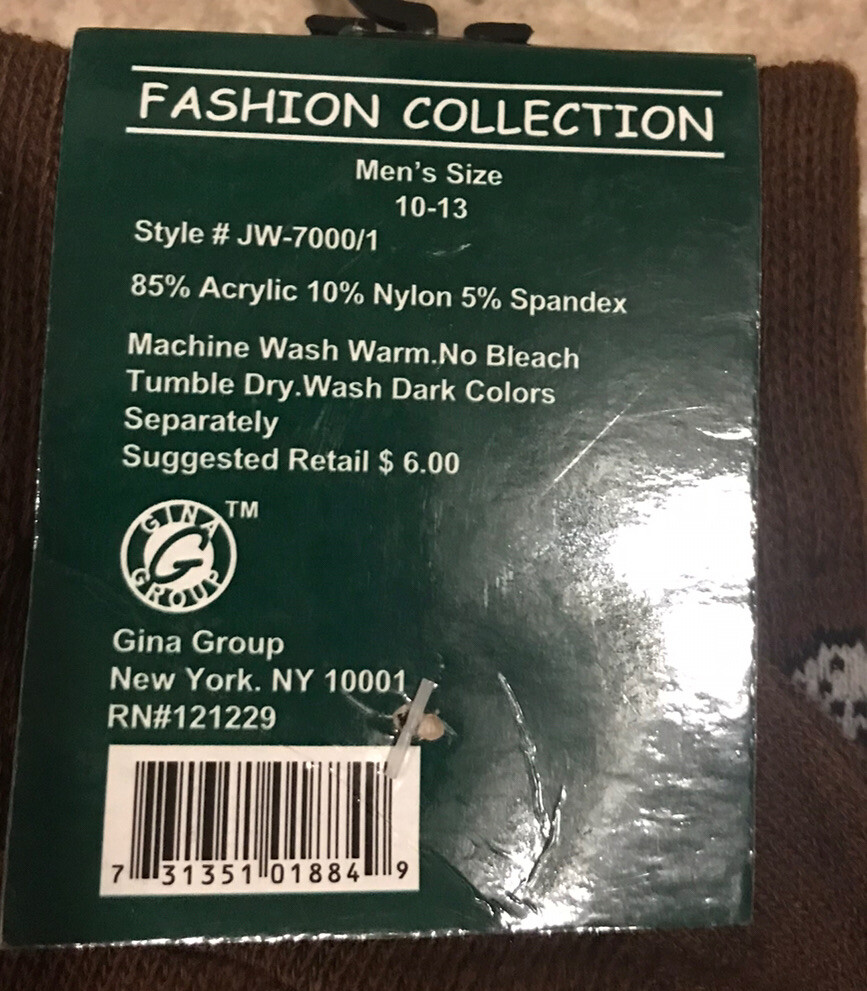 FASHION COLLECTION
Men's Size
10-13
Style # JW-7000/1
85% Acrylic 10% Nylon 5% Spandex
Machine Wash Warm.No Bleach
Tumble Dry.Wash Dark Colors
Separately
Suggested Retail $ 6.00
GINA G GROUP TM
Gina Group
New York. NY 10001
RN#121229
7 31351 01884 9